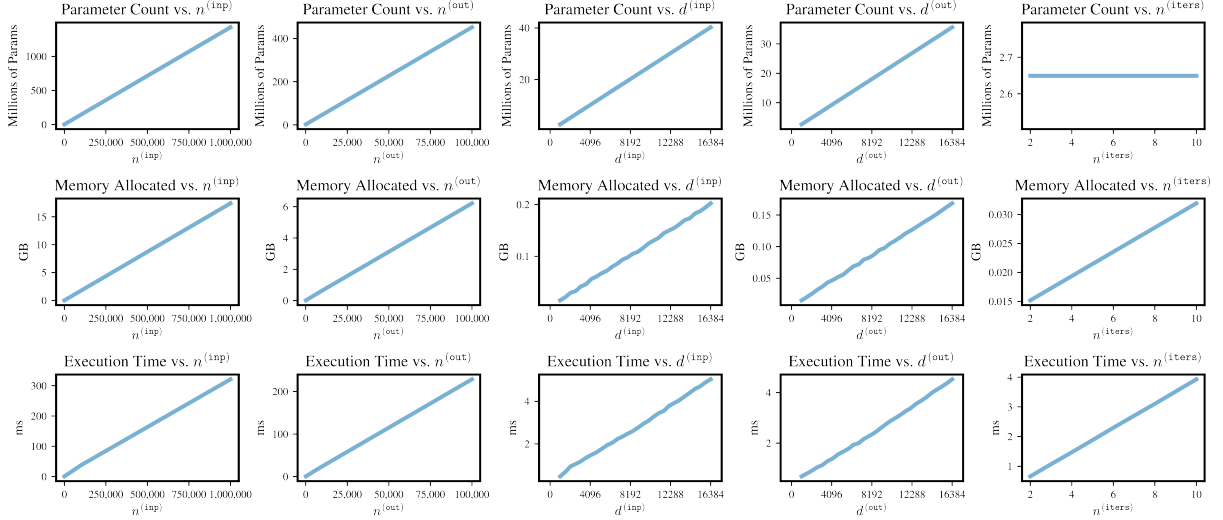 Parameter Count vs. n^(inp)
Millions of Params
1000
500
0
0 250,000 500,000 750,000 1,000,000
n^(inp)
Parameter Count vs. n^(out)
Millions of Params
400
200
0
0 25,000 50,000 75,000 100,000
n^(out)
Parameter Count vs. d^(inp)
Millions of Params
40
20
0 4096 8192 12288 16384
d^(inp)
Parameter Count vs. d^(out)
Millions of Params
30
20
10
0 4096 8192 12288 16384
d^(out)
Parameter Count vs. n^(iters)
Millions of Params
2.7
2.6
2 4 6 8 10
n^(iters)
Memory Allocated vs. n^(inp)
GB
15
10
5
0
0 250,000 500,000 750,000 1,000,000
n^(inp)
Memory Allocated vs. n^(out)
GB
6
4
2
0
0 25,000 50,000 75,000 100,000
n^(out)
Memory Allocated vs. d^(inp)
GB
0.2
0.1
0 4096 8192 12288 16384
d^(inp)
Memory Allocated vs. d^(out)
GB
0.15
0.10
0.05
0 4096 8192 12288 16384
d^(out)
Memory Allocated vs. n^(iters)
GB
0.030
0.025
0.020
0.015
2 4 6 8 10
n^(iters)
Execution Time vs. n^(inp)
ms
300
200
100
0
0 250,000 500,000 750,000 1,000,000
n^(inp)
Execution Time vs. n^(out)
ms
200
100
0
0 25,000 50,000 75,000 100,000
n^(out)
Execution Time vs. d^(inp)
ms
4
2
0 4096 8192 12288 16384
d^(inp)
Execution Time vs. d^(out)
ms
4
2
0 4096 8192 12288 16384
d^(out)
Execution Time vs. n^(iters)
ms
4
3
2
1
2 4 6 8 10
n^(iters)